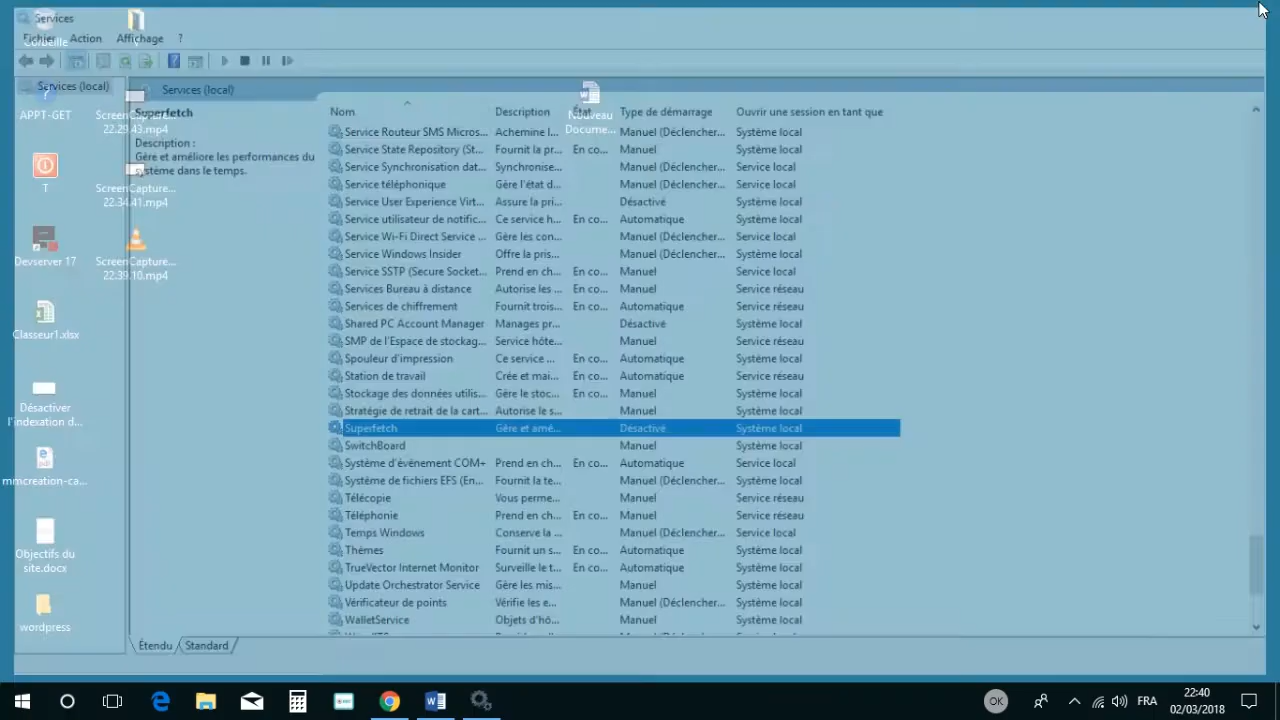 Services
Fichier Action Affichage ?
Corbeille
Services (local)
Services (local)
APPT-GET
ScreenCapture...
22.29.43.mp4
T
ScreenCapture...
22.34.41.mp4
Devserver 17
ScreenCapture...
22.39.10.mp4
Classeur1.xlsx
Désactiver
l'indexation d...
mmcreation-ca...
Objectifs du
site.docx
wordpress
Nouveau
Docume...
Superfetch
Description :
Gère et améliore les performances du
système dans le temps.
Nom Description État Type de démarrage Ouvrir une session en tant que
Service Routeur SMS Micros... Achemine l... Manuel (Déclencher... Système local
Service State Repository (St... Fournit la pr... En co... Manuel Système local
Service Synchronisation dat... Synchronise... Manuel (Déclencher... Service local
Service téléphonique Gère l'état d... Manuel (Déclencher... Système local
Service User Experience Virt... Assure la pri... Désactivé Système local
Service utilisateur de notific... Ce service h... En co... Automatique Système local
Service Wi-Fi Direct Service ... Gère les con... Manuel (Déclencher... Service local
Service Windows Insider Offre la pris... Manuel (Déclencher... Système local
Service SSTP (Secure Socket... Prend en ch... En co... Manuel Service local
Services Bureau à distance Autorise les ... En co... Manuel Service réseau
Services de chiffrement Fournit trois... En co... Automatique Service réseau
Shared PC Account Manager Manages pr... Désactivé Système local
SMP de l'Espace de stockag... Service hôte... Manuel Service réseau
Spouleur d'impression Ce service ... En co... Automatique Système local
Station de travail Crée et mai... En co... Automatique Service réseau
Stockage des données utilis... Gère le stoc... En co... Manuel Système local
Stratégie de retrait de la cart... Autorise le s... Manuel Système local
Superfetch Gère et amé... Désactivé Système local
SwitchBoard Manuel Système local
Système d'événement COM+ Prend en ch... En co... Automatique Service local
Système de fichiers EFS (En... Fournit la te... Manuel (Déclencher... Système local
Télécopie Vous perme... Manuel Service réseau
Téléphonie Prend en ch... En co... Manuel Service réseau
Temps Windows Conserve la ... Manuel (Déclencher... Service local
Thèmes Fournit un s... En co... Automatique Système local
TrueVector Internet Monitor Surveille le t... En co... Automatique Système local
Update Orchestrator Service Gère les mis... Manuel Système local
Vérificateur de points Vérifie les e... Manuel (Déclencher... Système local
WalletService Objets d'hô... Manuel Système local
Étendu Standard
OK
FRA
22:40
02/03/2018